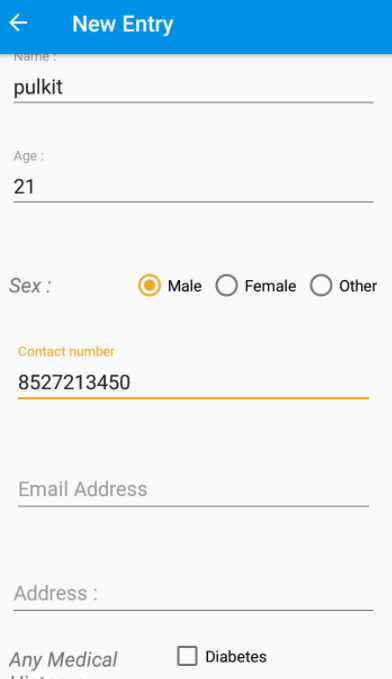 New Entry
Name :
pulkit
Age :
21
Sex : Male Female Other
Contact number
8527213450
Email Address
Address :
Any Medical Diabetes